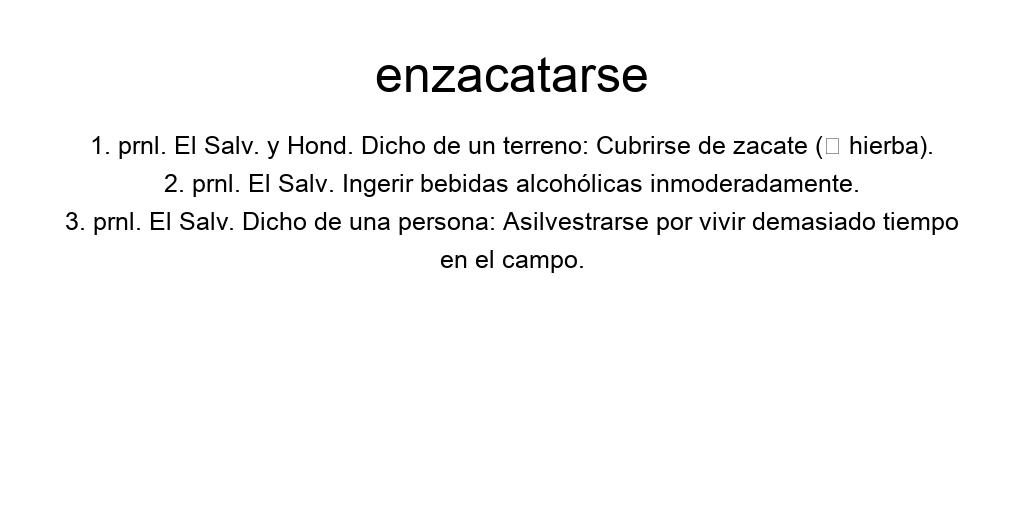 enzacatarse
1. prnl. El Salv. y Hond. Dicho de un terreno: Cubrirse de zacate (□ hierba).
2. prnl. El Salv. Ingerir bebidas alcohólicas inmoderadamente.
3. prnl. El Salv. Dicho de una persona: Asilvestrarse por vivir demasiado tiempo
en el campo.